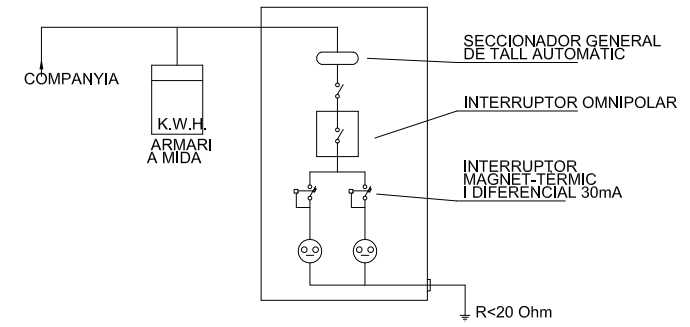 SECCIONADOR GENERAL
DE TALL AUTOMÀTIC
COMPANYIA
INTERRUPTOR OMNIPOLAR
K.W.H.
ARMARI
A MIDA
INTERRUPTOR
MAGNET-TÈRMIC
I DIFERENCIAL 30mA
R<20 Ohm